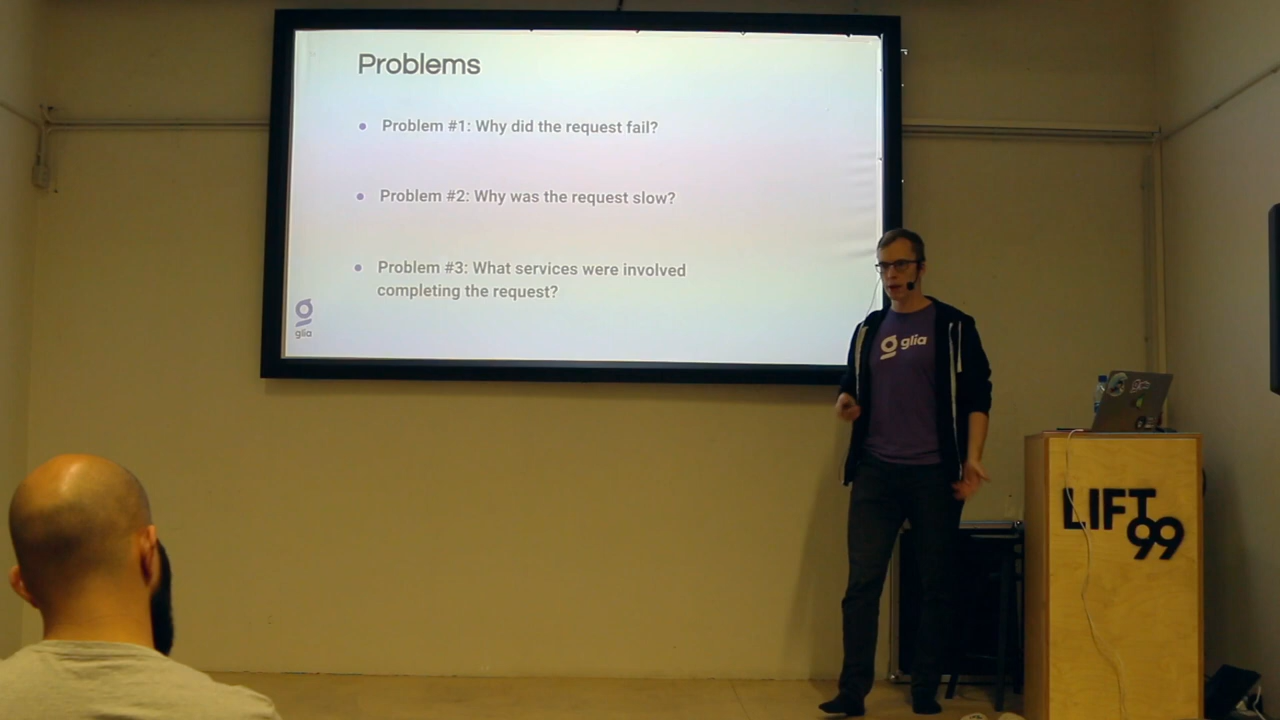 Problems
Problem #1: Why did the request fail?
Problem #2: Why was the request slow?
Problem #3: What services were involved
completing the request?
glia
glia
LIFT
99